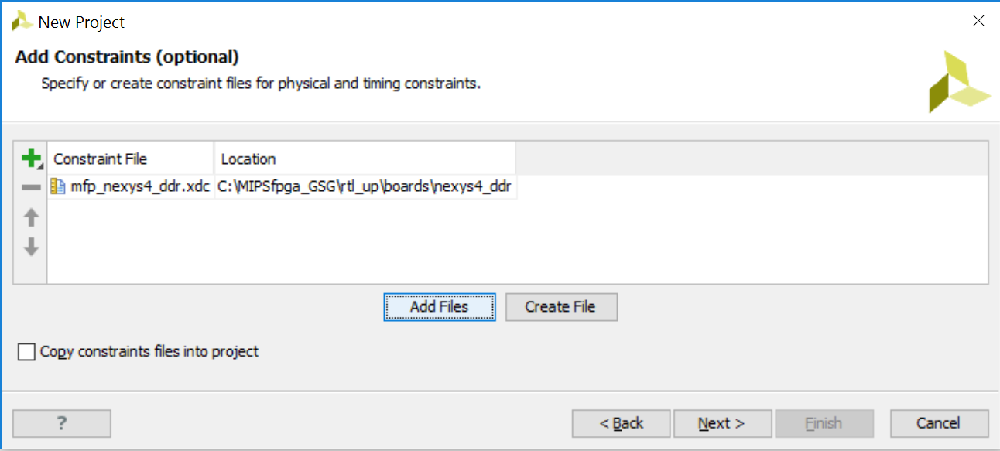 New Project
Add Constraints (optional)
Specify or create constraint files for physical and timing constraints.
Constraint File Location
mfp_nexys4_ddr.xdc C:\MIPSfpga_GSG\rtl_up\boards\nexys4_ddr
Add Files Create File
Copy constraints files into project
? < Back Next > Finish Cancel